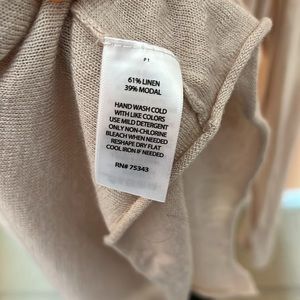 P1
61% LINEN
39% MODAL
HAND WASH COLD
WITH LIKE COLORS
USE MILD DETERGENT
ONLY NON-CHLORINE
BLEACH WHEN NEEDED
RESHAPE DRY FLAT
COOL IRON IF NEEDED
RN# 75343